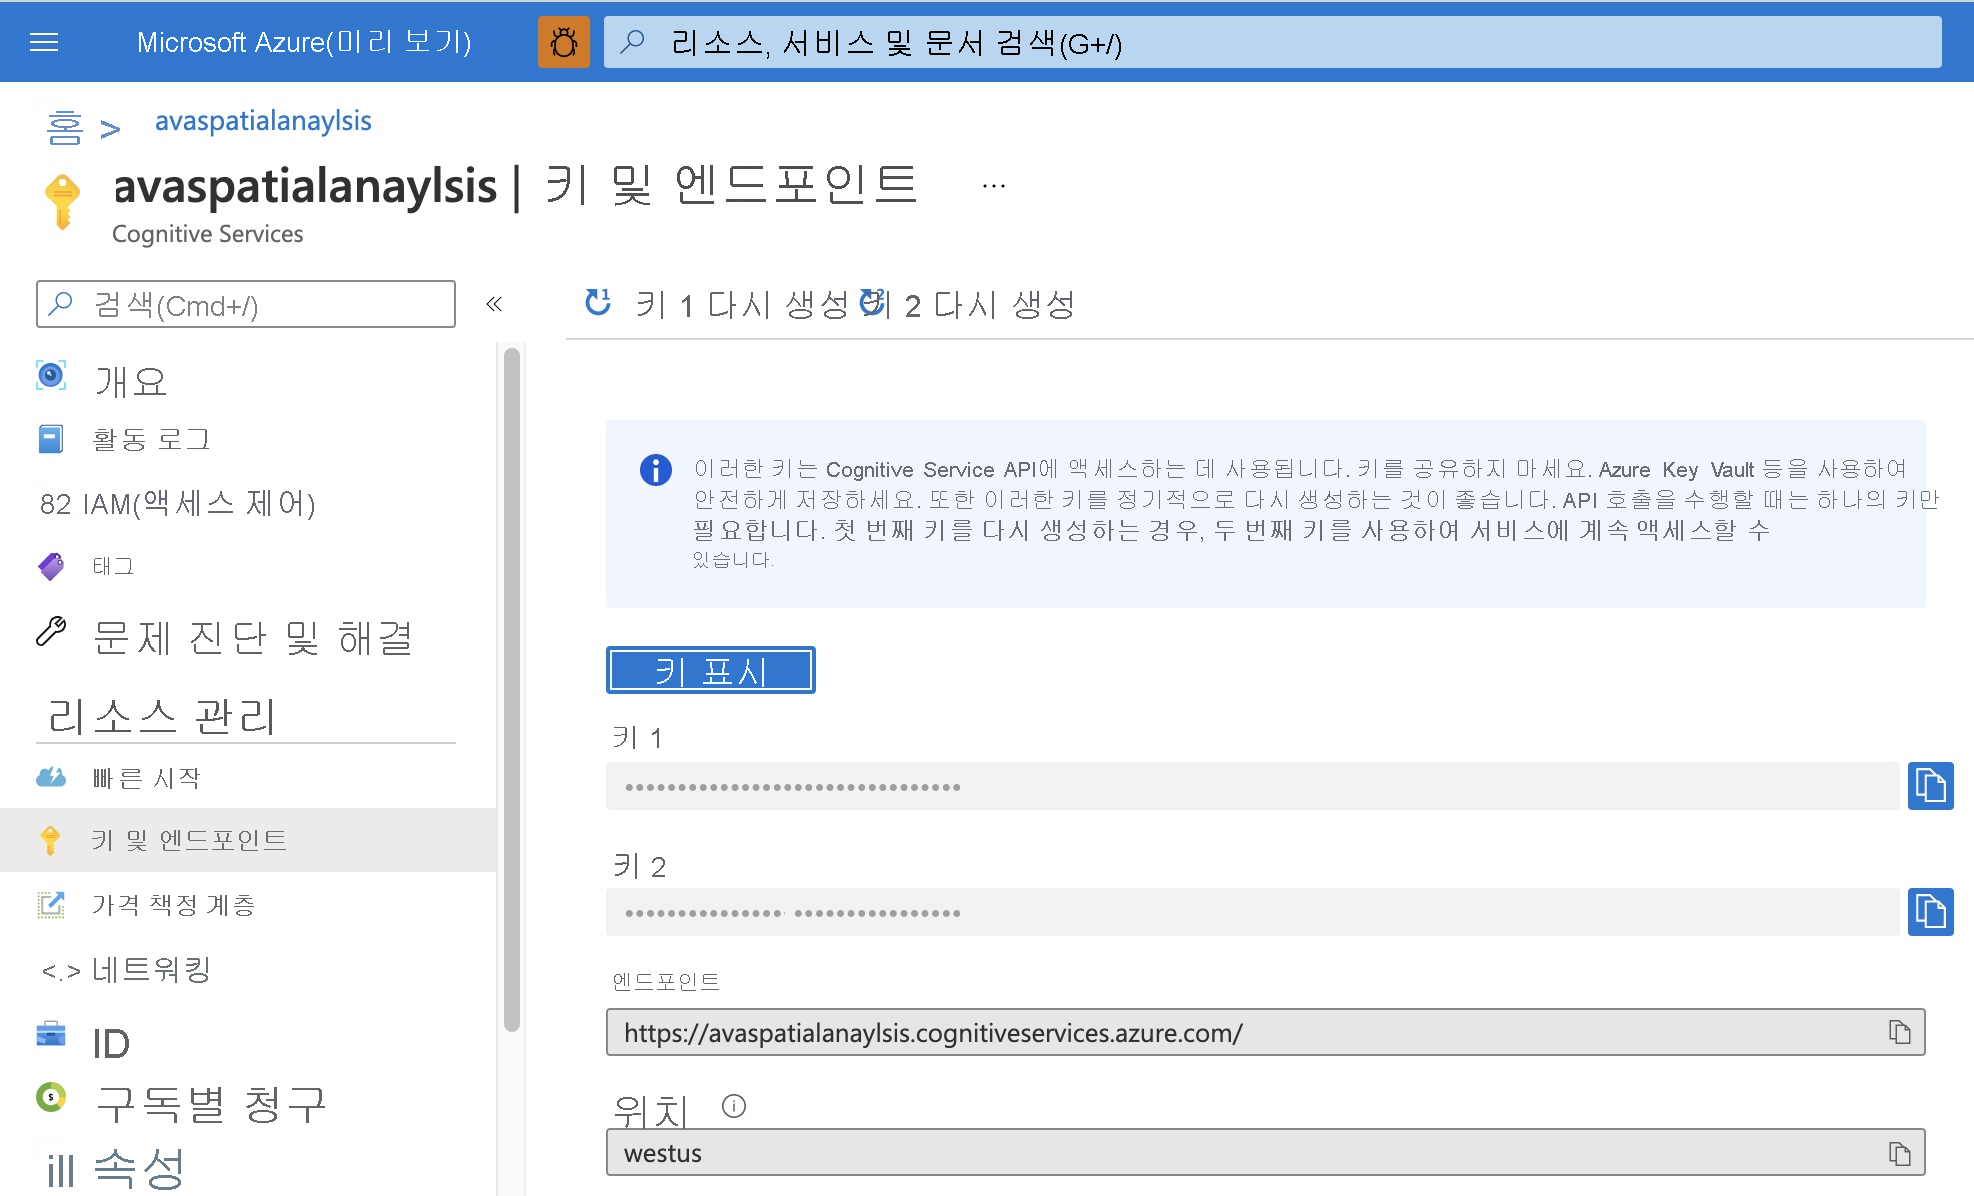 Microsoft Azure(미리 보기)
리소스, 서비스 및 문서 검색(G+/)
홈 > avaspatialanaylsis
avaspatialanaylsis | 키 및 엔드포인트 ...
Cognitive Services
검색(Cmd+/) «
개요
활동 로그
82 IAM(액세스 제어)
태그
문제 진단 및 해결
리소스 관리
빠른 시작
키 및 엔드포인트
가격 책정 계층
<.> 네트워킹
ID
구독별 청구
ill 속성
키 1 다시 생성 키 2 다시 생성
이러한 키는 Cognitive Service API에 액세스하는 데 사용됩니다. 키를 공유하지 마세요. Azure Key Vault 등을 사용하여
안전하게 저장하세요. 또한 이러한 키를 정기적으로 다시 생성하는 것이 좋습니다. API 호출을 수행할 때는 하나의 키만
필요합니다. 첫 번째 키를 다시 생성하는 경우, 두 번째 키를 사용하여 서비스에 계속 액세스할 수
있습니다.
키 표시
키 1
키 2
엔드포인트
https://avaspatialanaylsis.cognitiveservices.azure.com/
위치
westus